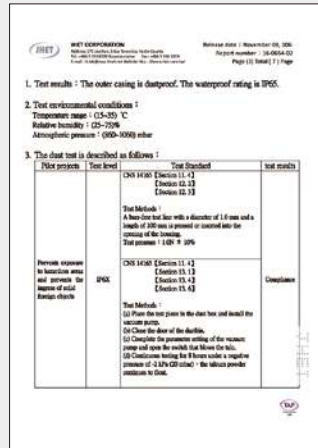 IHET
IHET CORPORATION
Release date : November 09, 2016
Report number : 16-0654-02
Page (3) Total [7] Page
1. Test results : The outer casing is dustproof. The waterproof rating is IP65.
2. Test environmental conditions :
Temperature range : (15~35) °C
Relative humidity : (25~75)%
Atmospheric pressure : (860~1060) mbar
3. The dust test is described as follows :
Pilot projects Test level Test Standard test results
CNS 14165 【Section 11.4】
【Section 12.2】
【Section 12.3】
Test Methods :
A burr-free test line with a diameter of 1.0 mm and a
length of 100 mm is pressed or inserted into the
opening of the housing.
Test pressure : 1.0N ± 10%
Prevents exposure
to hazardous areas
and prevents the
ingress of solid
foreign objects
IP6X
CNS 14165 【Section 11.4】
【Section 13.1】
【Section 13.4】
【Section 13.6】
Test Methods :
(a) Place the test piece in the dust box and install the
vacuum pump.
(b) Close the door of the dustbin.
(c) Complete the parameter setting of the vacuum
pump and open the switch that blows the talc.
(d) Continuous testing for 8 hours under a negative
pressure of -2 kPa (20 mbar) , the talcum powder
continues to float.
Compliance
TAF